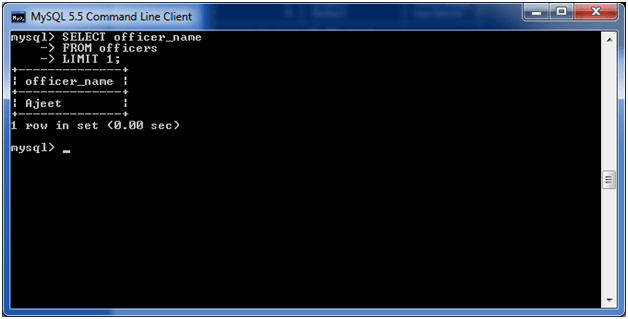 MySQL 5.5 Command Line Client
mysql> SELECT officer_name
    -> FROM officers
    -> LIMIT 1;
+--------------+
| officer_name |
+--------------+
| Ajeet        |
+--------------+
1 row in set (0.00 sec)
mysql> _